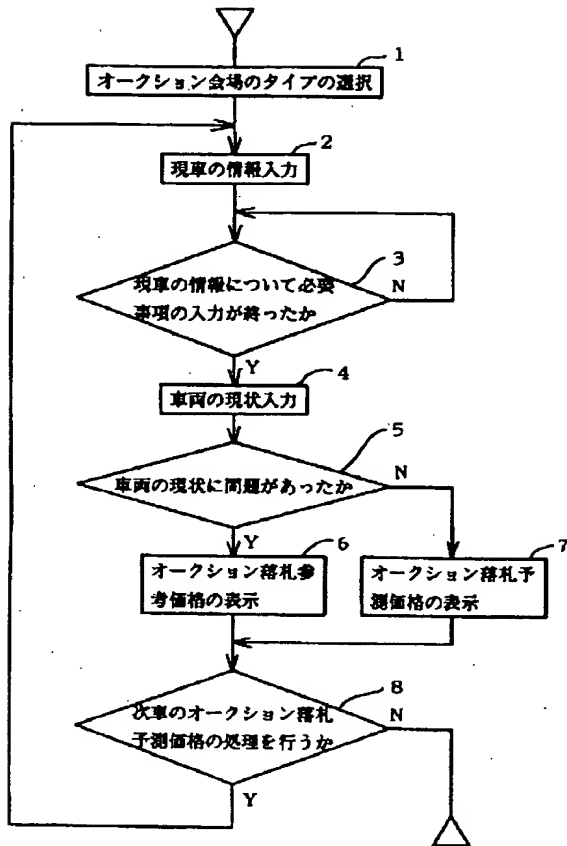 1
オークション会場のタイプの選択
2
現車の情報入力
3
現車の情報について必要
事項の入力が終ったか
N
Y
4
車両の現状入力
5
車両の現状に問題があったか
N
Y
6
オークション落札参
考価格の表示
7
オークション落札予
測価格の表示
8
次車のオークション落札
予測価格の処理を行うか
N
Y